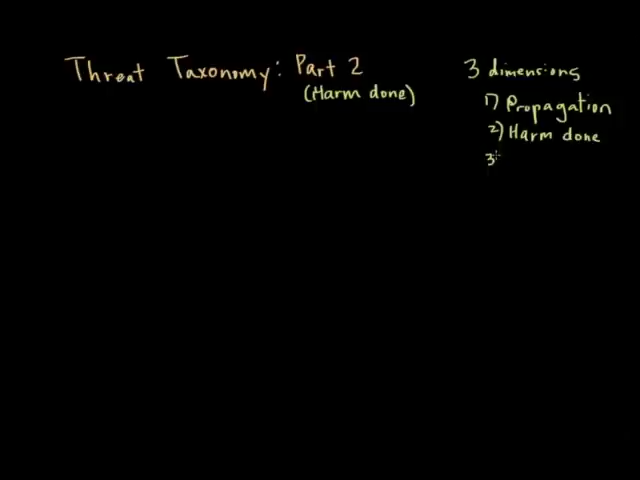 Threat Taxonomy: Part 2
(Harm done)
3 dimensions
1) Propagation
2) Harm done
3